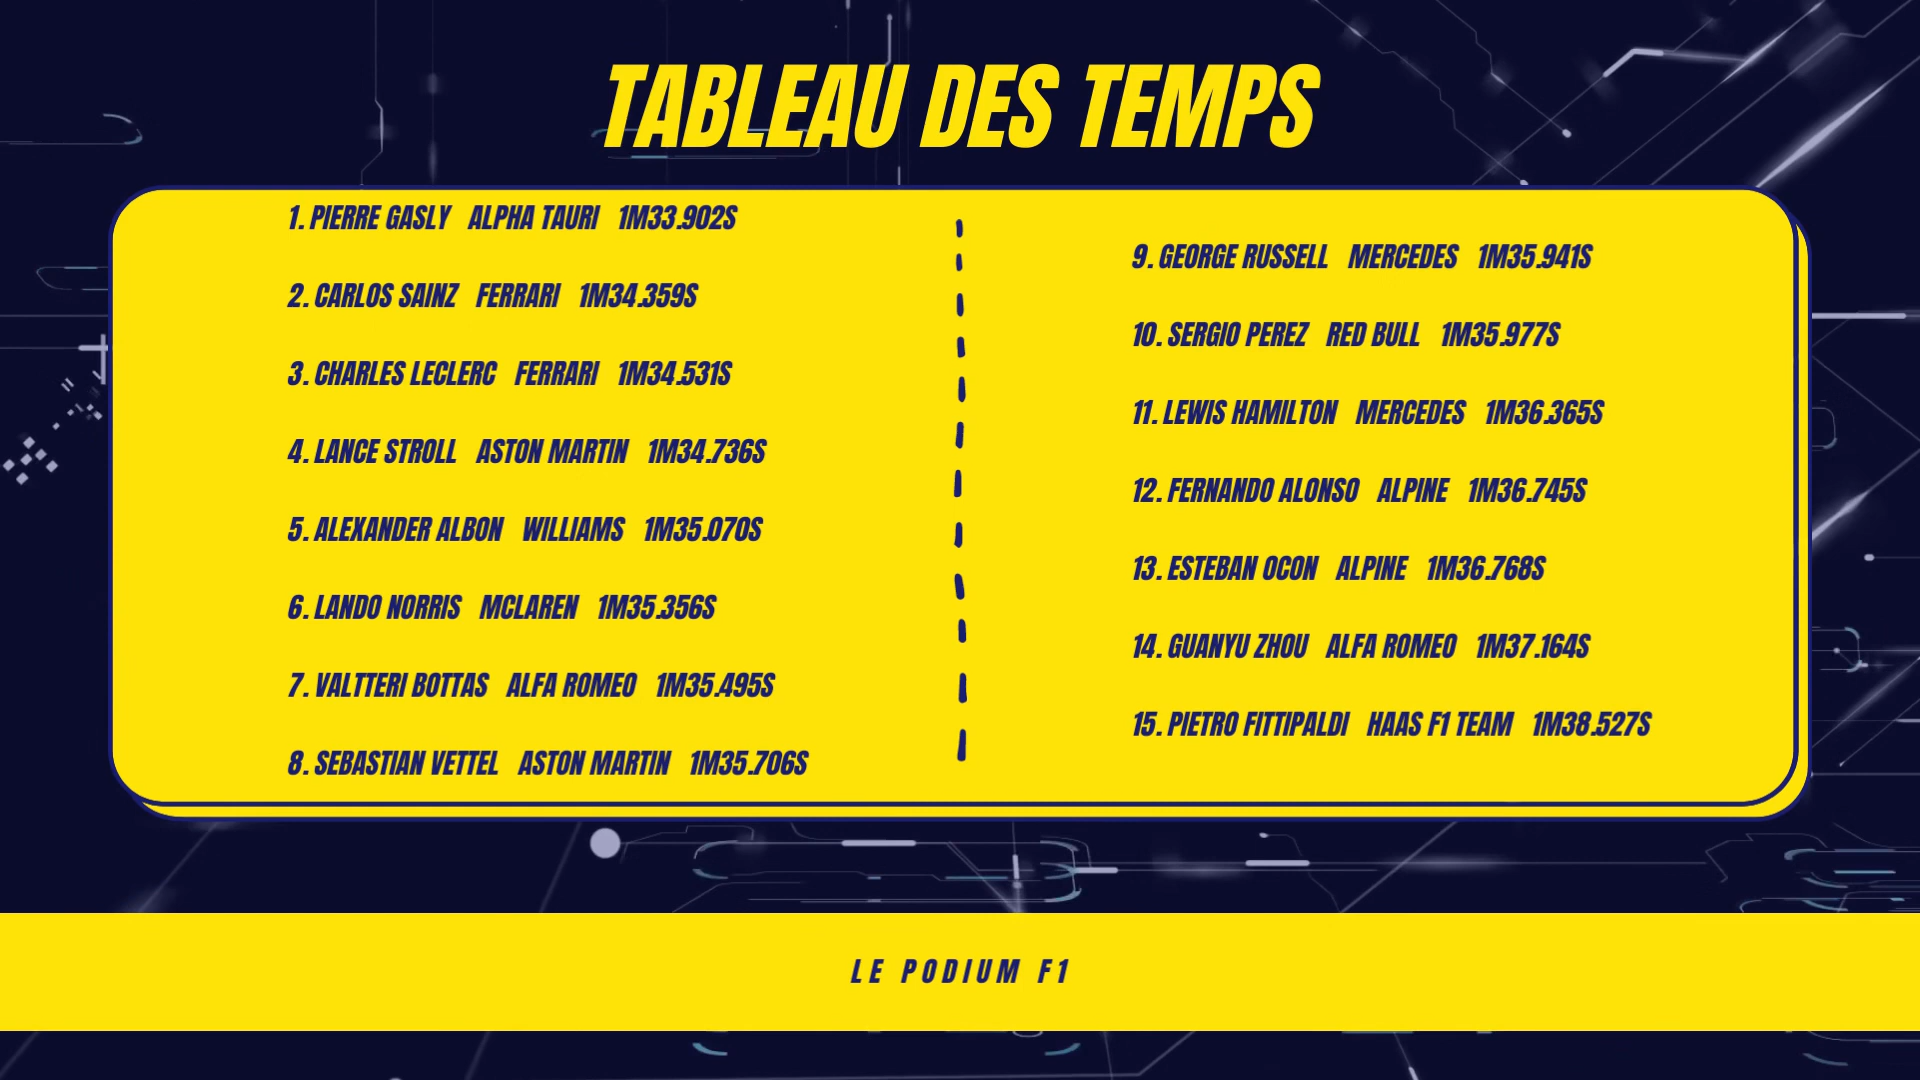 TABLEAU DES TEMPS
1. PIERRE GASLY ALPHA TAURI 1M33.902S
2. CARLOS SAINZ FERRARI 1M34.359S
3. CHARLES LECLERC FERRARI 1M34.531S
4. LANCE STROLL ASTON MARTIN 1M34.736S
5. ALEXANDER ALBON WILLIAMS 1M35.070S
6. LANDO NORRIS MCLAREN 1M35.356S
7. VALTTERI BOTTAS ALFA ROMEO 1M35.495S
8. SEBASTIAN VETTEL ASTON MARTIN 1M35.706S
9. GEORGE RUSSELL MERCEDES 1M35.941S
10. SERGIO PEREZ RED BULL 1M35.977S
11. LEWIS HAMILTON MERCEDES 1M36.365S
12. FERNANDO ALONSO ALPINE 1M36.745S
13. ESTEBAN OCON ALPINE 1M36.768S
14. GUANYU ZHOU ALFA ROMEO 1M37.164S
15. PIETRO FITTIPALDI HAAS F1 TEAM 1M38.527S
LE PODIUM F1